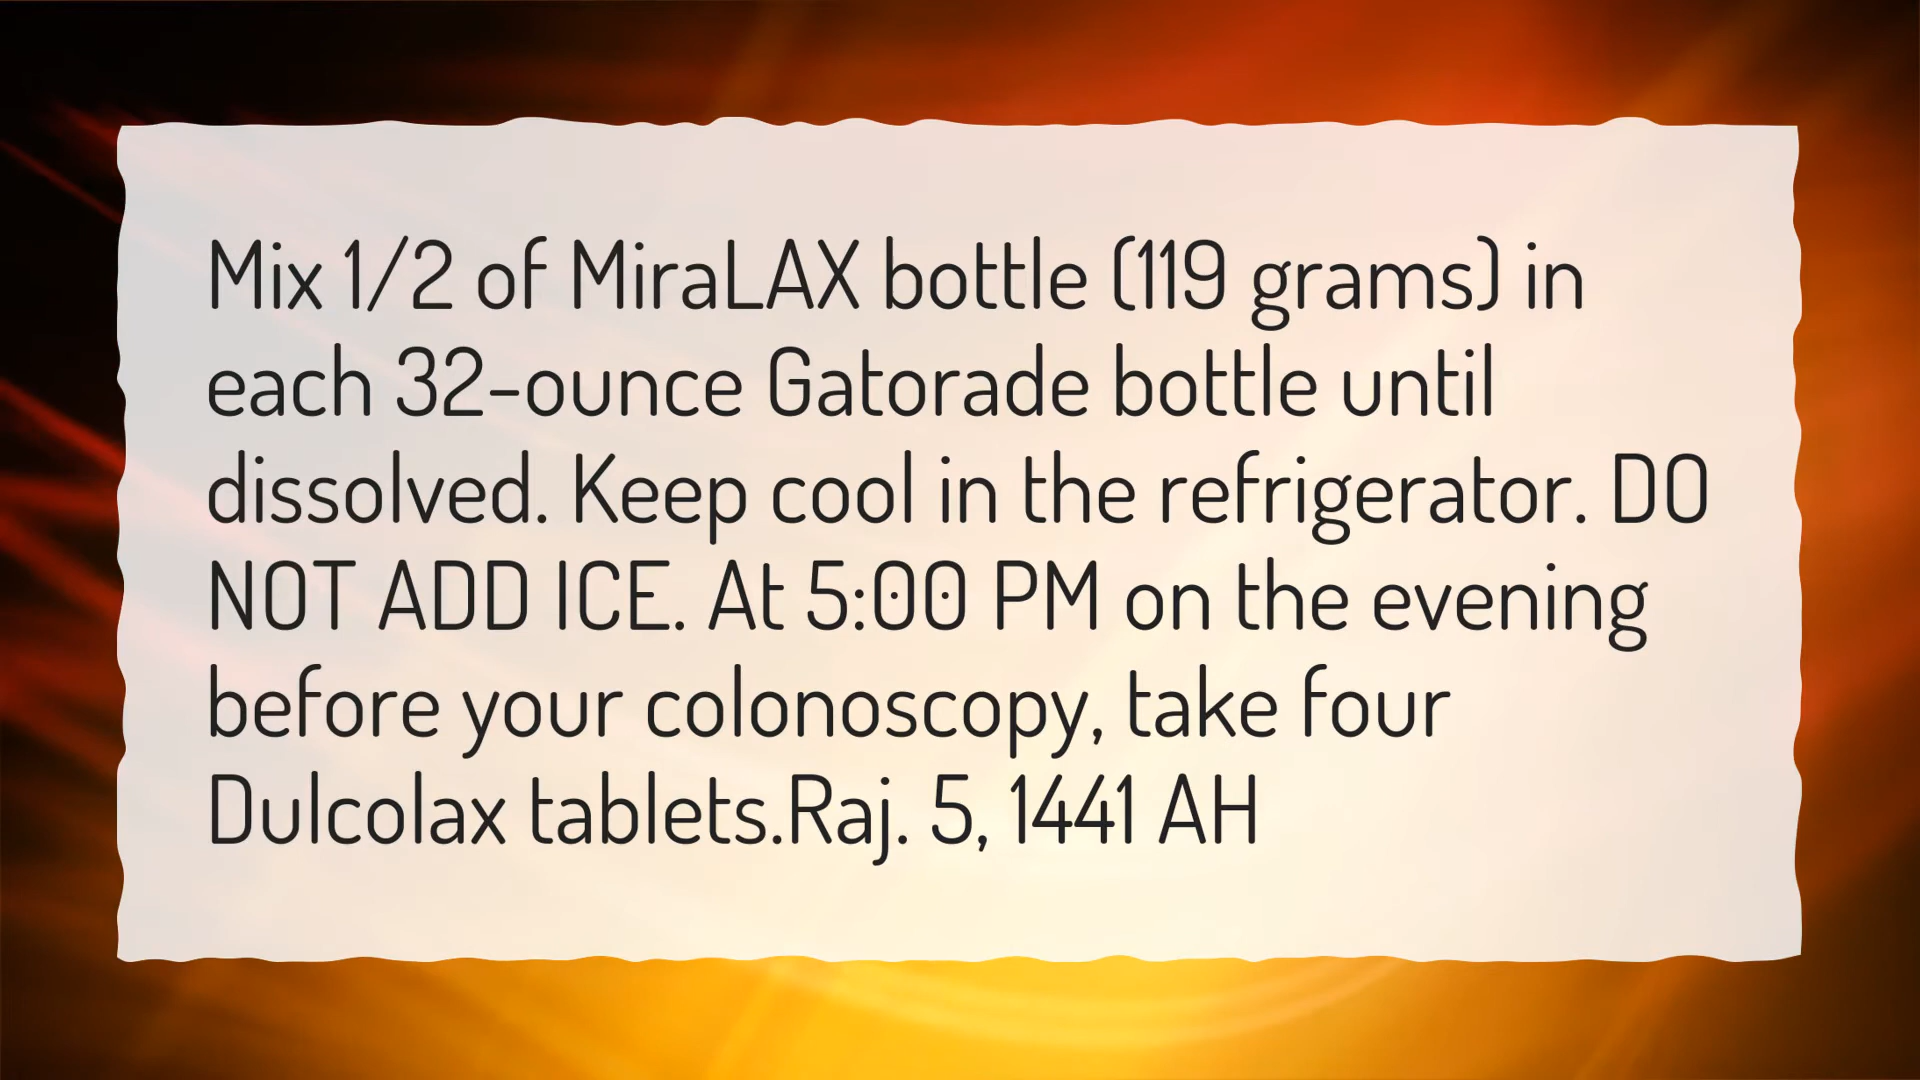 Mix 1/2 of MiraLAX bottle (119 grams) in
each 32-ounce Gatorade bottle until
dissolved. Keep cool in the refrigerator. DO
NOT ADD ICE. At 5:00 PM on the evening
before your colonoscopy, take four
Dulcolax tablets.Raj. 5, 1441 AH